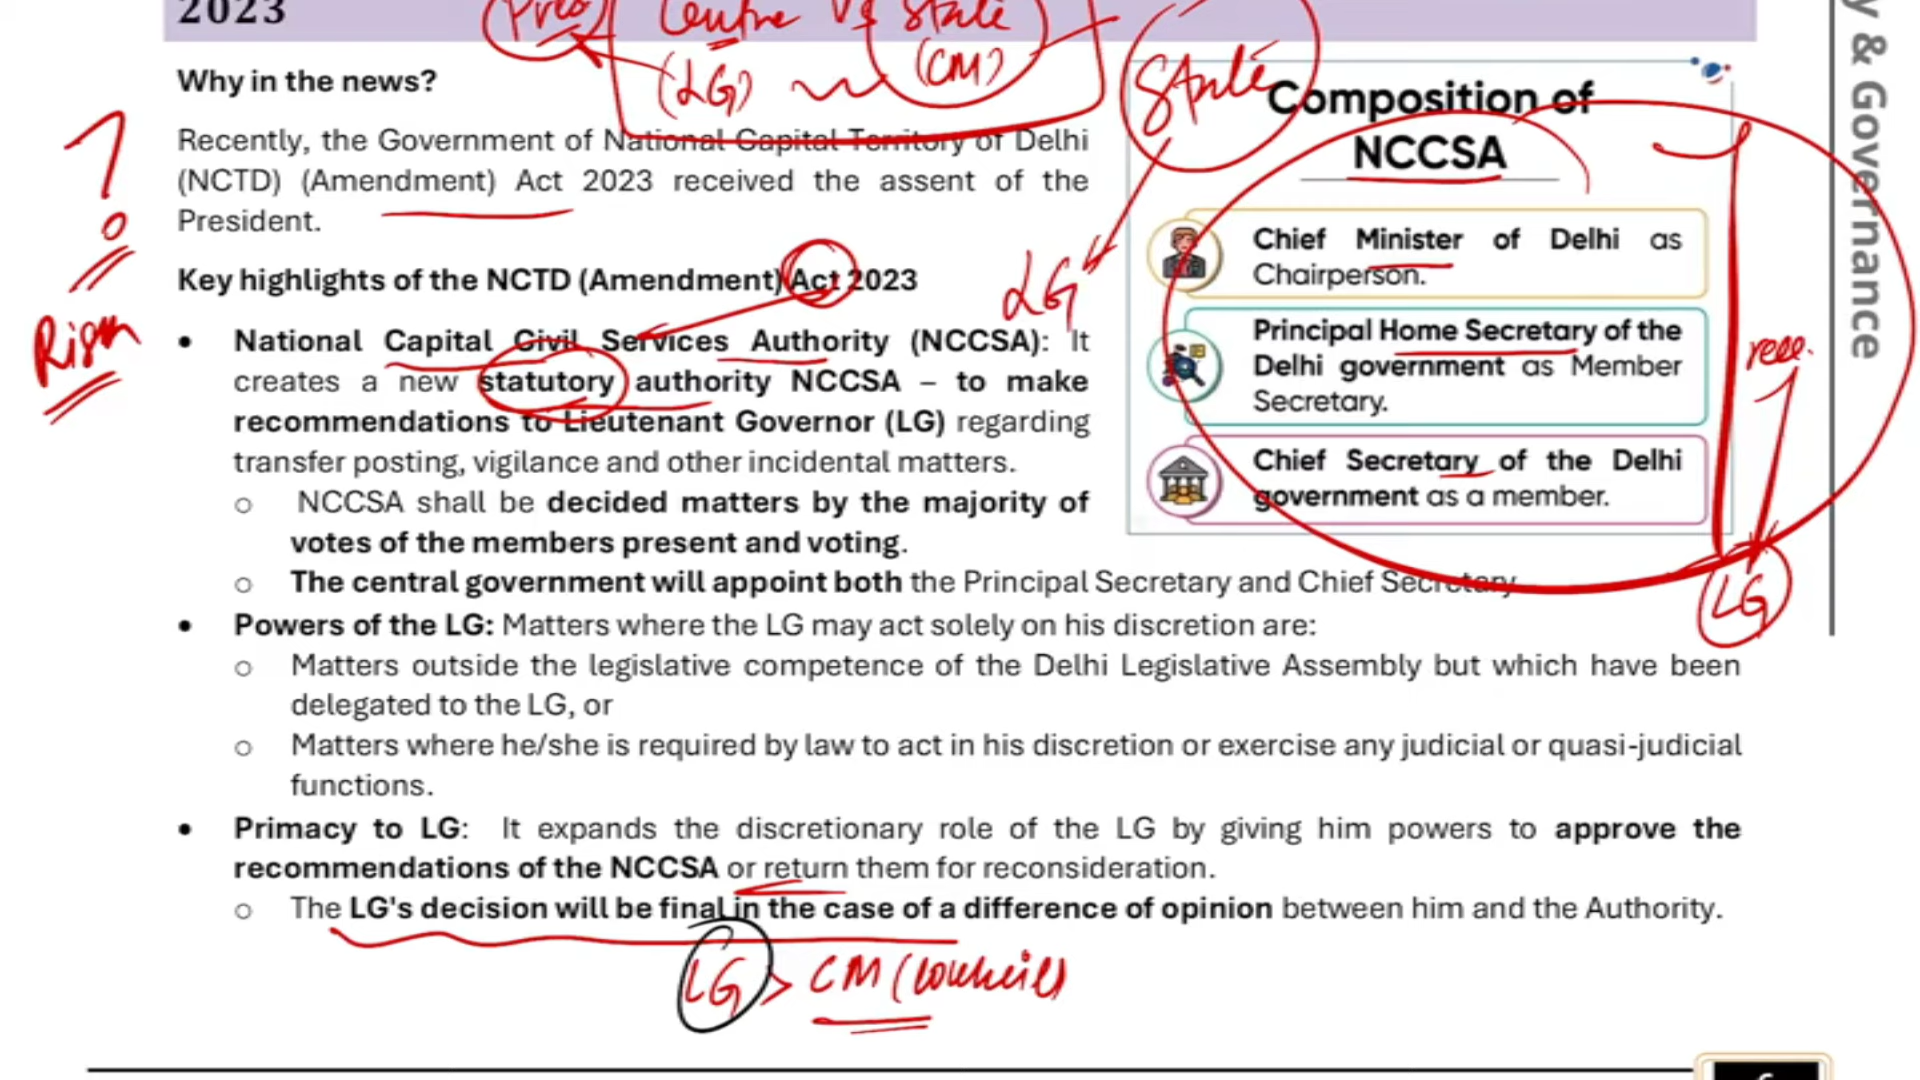 2023
Pres
Centre Vs State
(LG)
(CM)
State
Why in the news?
Recently, the Government of National Capital Territory of Delhi
(NCTD) (Amendment) Act 2023 received the assent of the
President.
Key highlights of the NCTD (Amendment) Act 2023
LG
• National Capital Civil Services Authority (NCCSA): It
creates a new statutory authority NCCSA – to make
recommendations to Lieutenant Governor (LG) regarding
transfer posting, vigilance and other incidental matters.
o NCCSA shall be decided matters by the majority of
votes of the members present and voting.
o The central government will appoint both the Principal Secretary and Chief Secretary
Composition of
NCCSA
Chief Minister of Delhi as
Chairperson.
Principal Home Secretary of the
Delhi government as Member
Secretary.
Chief Secretary of the Delhi
government as a member.
LG
• Powers of the LG: Matters where the LG may act solely on his discretion are:
o Matters outside the legislative competence of the Delhi Legislative Assembly but which have been
delegated to the LG, or
o Matters where he/she is required by law to act in his discretion or exercise any judicial or quasi-judicial
functions.
• Primacy to LG: It expands the discretionary role of the LG by giving him powers to approve the
recommendations of the NCCSA or return them for reconsideration.
o The LG's decision will be final in the case of a difference of opinion between him and the Authority.
LG > CM (Council)
y & Governance